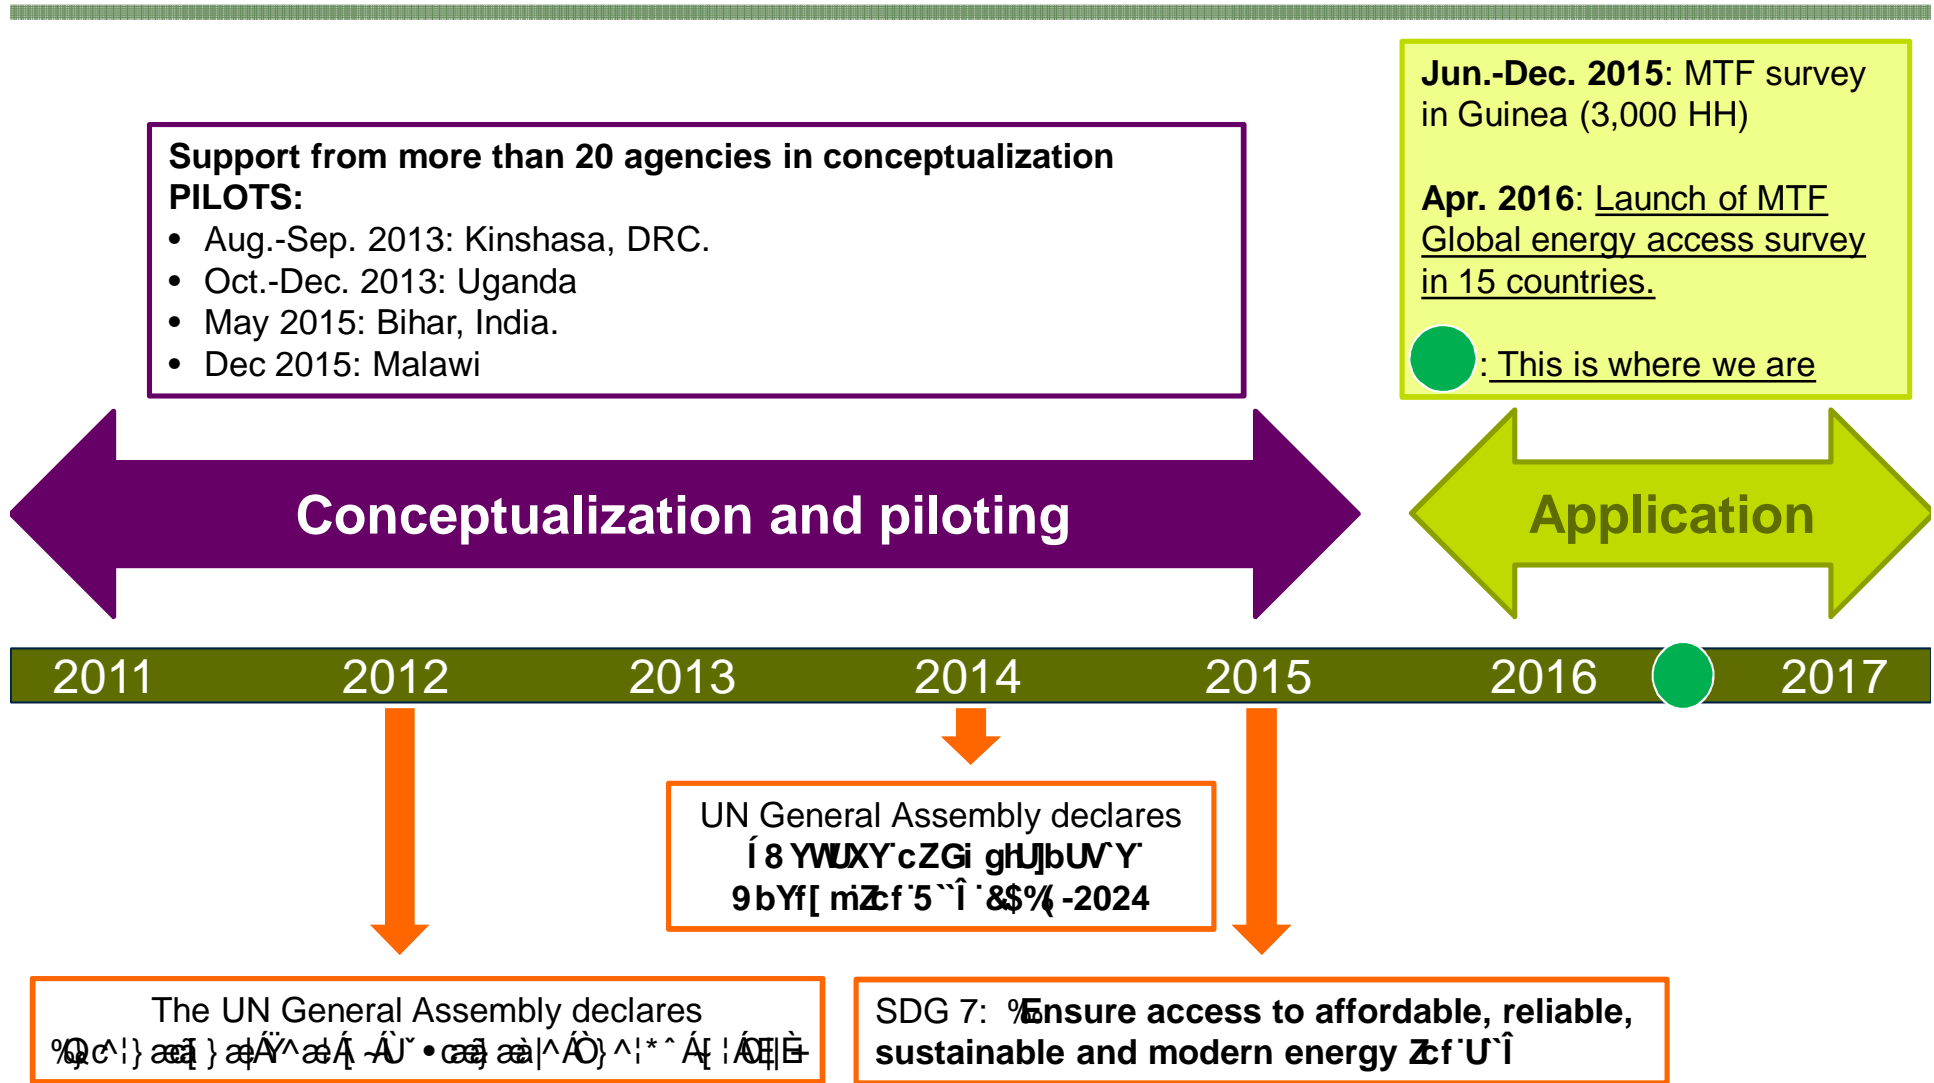 Jun.-Dec. 2015: MTF survey
in Guinea (3,000 HH)
Apr. 2016: Launch of MTF
Global energy access survey
in 15 countries.
: This is where we are
Support from more than 20 agencies in conceptualization
PILOTS:
• Aug.-Sep. 2013: Kinshasa, DRC.
• Oct.-Dec. 2013: Uganda
• May 2015: Bihar, India.
• Dec 2015: Malawi
Conceptualization and piloting
Application
2011 2012 2013 2014 2015 2016 2017
UN General Assembly declares
-2024
The UN General Assembly declares
SDG 7: Ensure access to affordable, reliable,
sustainable and modern energy